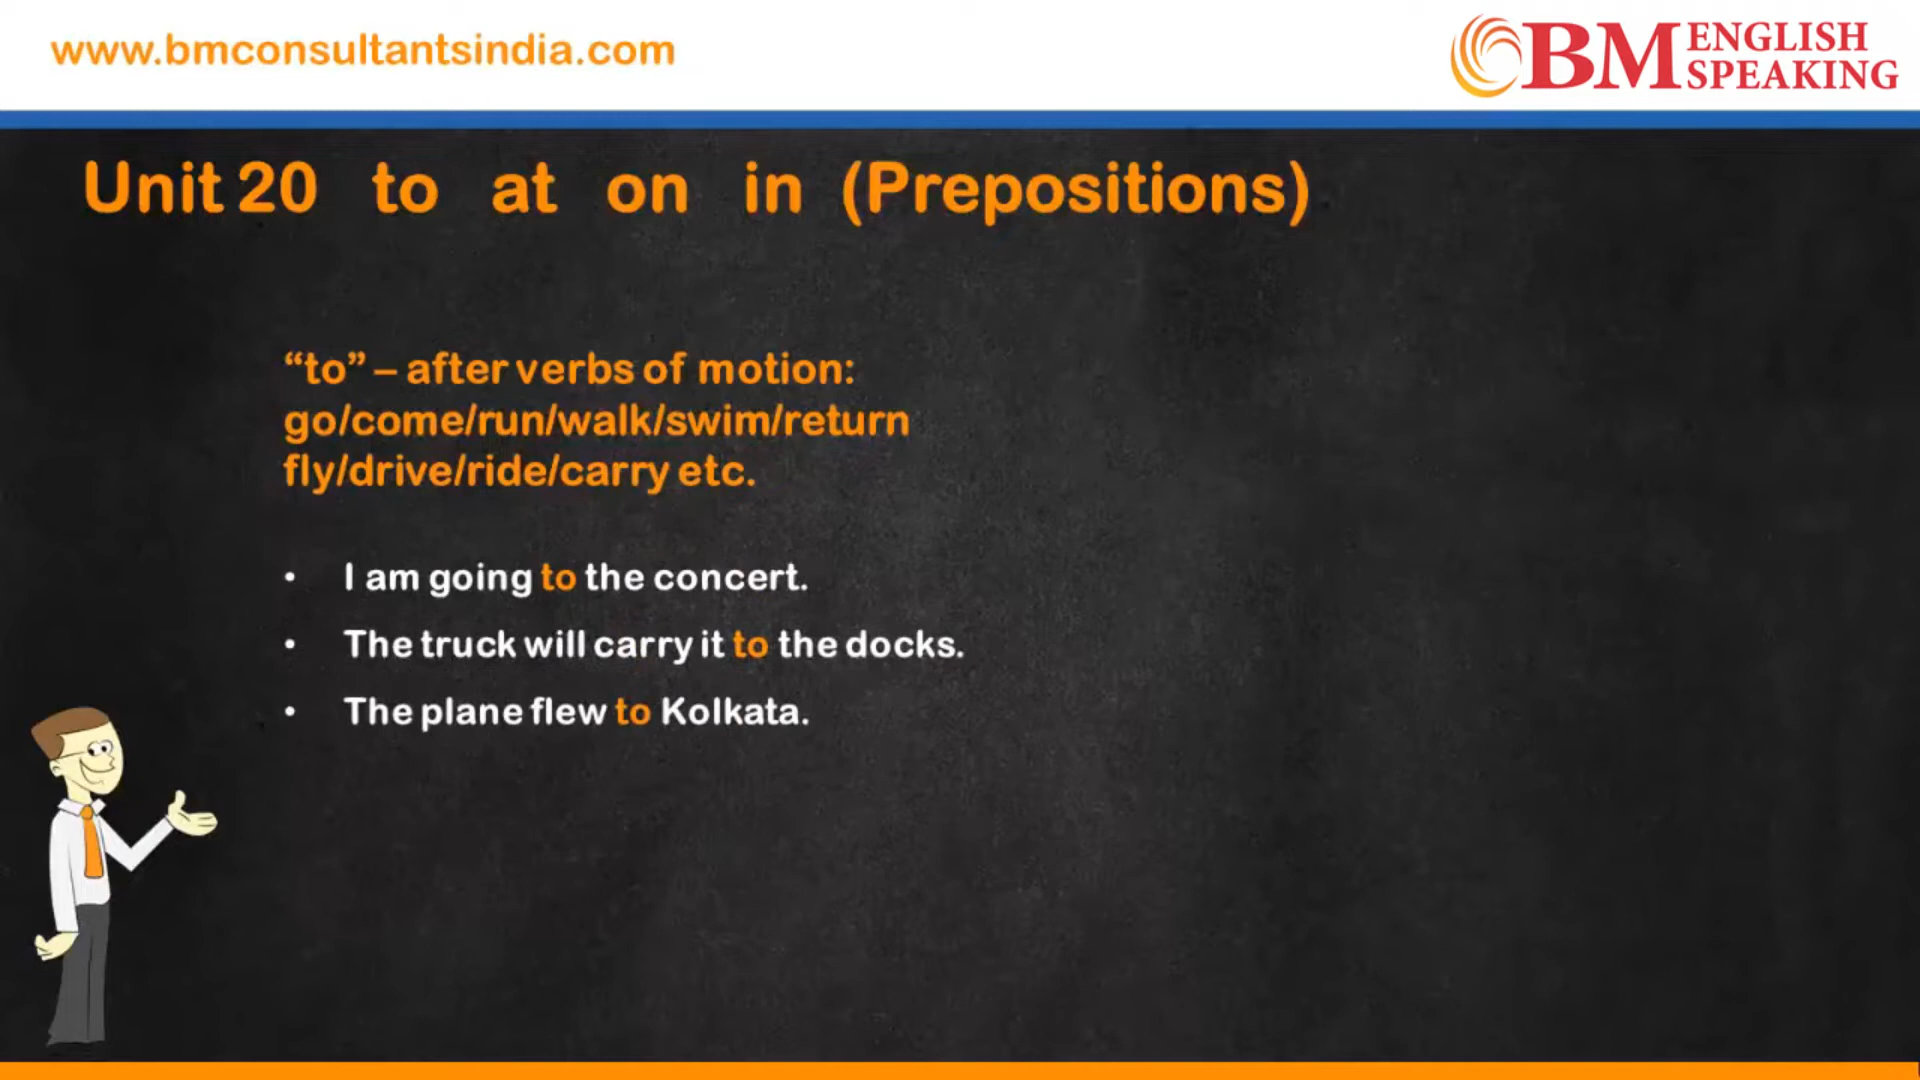 www.bmconsultantsindia.com
BM ENGLISH SPEAKING
Unit 20 to at on in (Prepositions)
“to” – after verbs of motion:
go/come/run/walk/swim/return
fly/drive/ride/carry etc.
• I am going to the concert.
• The truck will carry it to the docks.
• The plane flew to Kolkata.